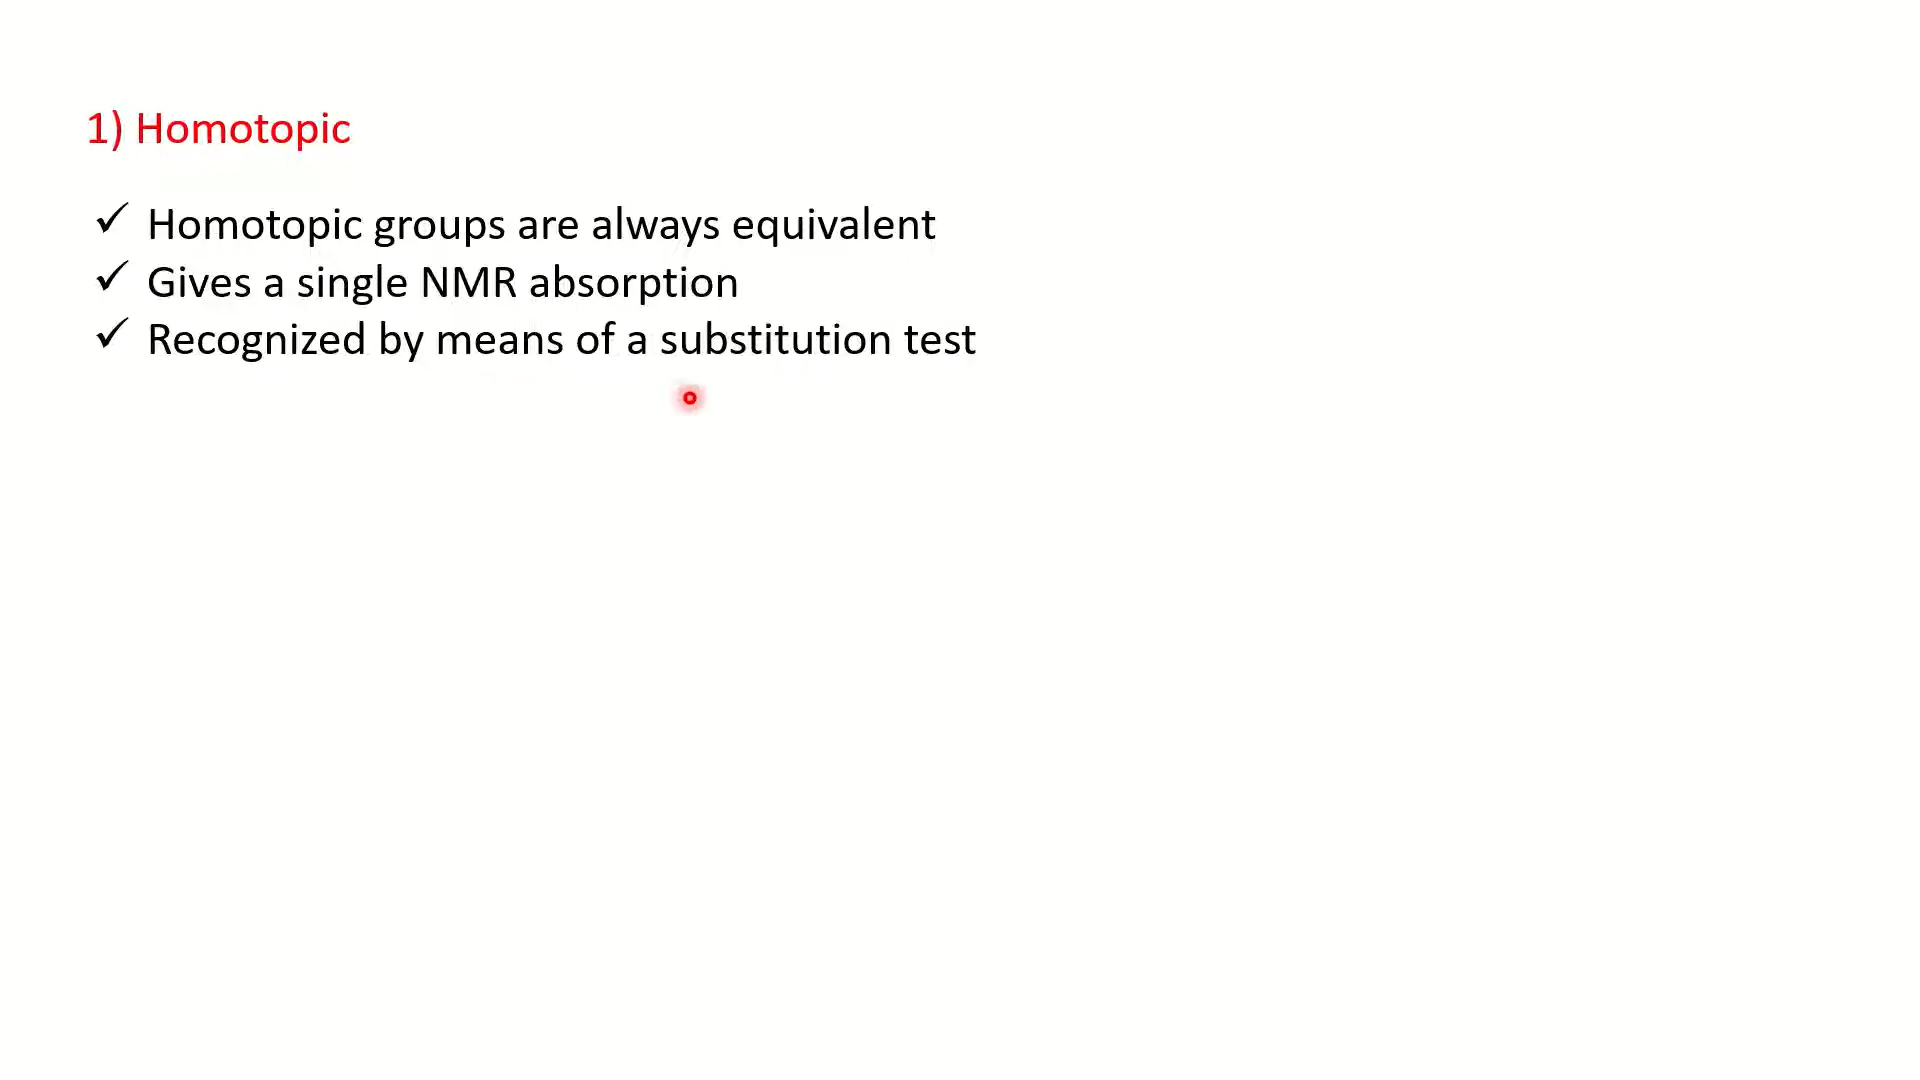 1) Homotopic
✓ Homotopic groups are always equivalent
✓ Gives a single NMR absorption
✓ Recognized by means of a substitution test